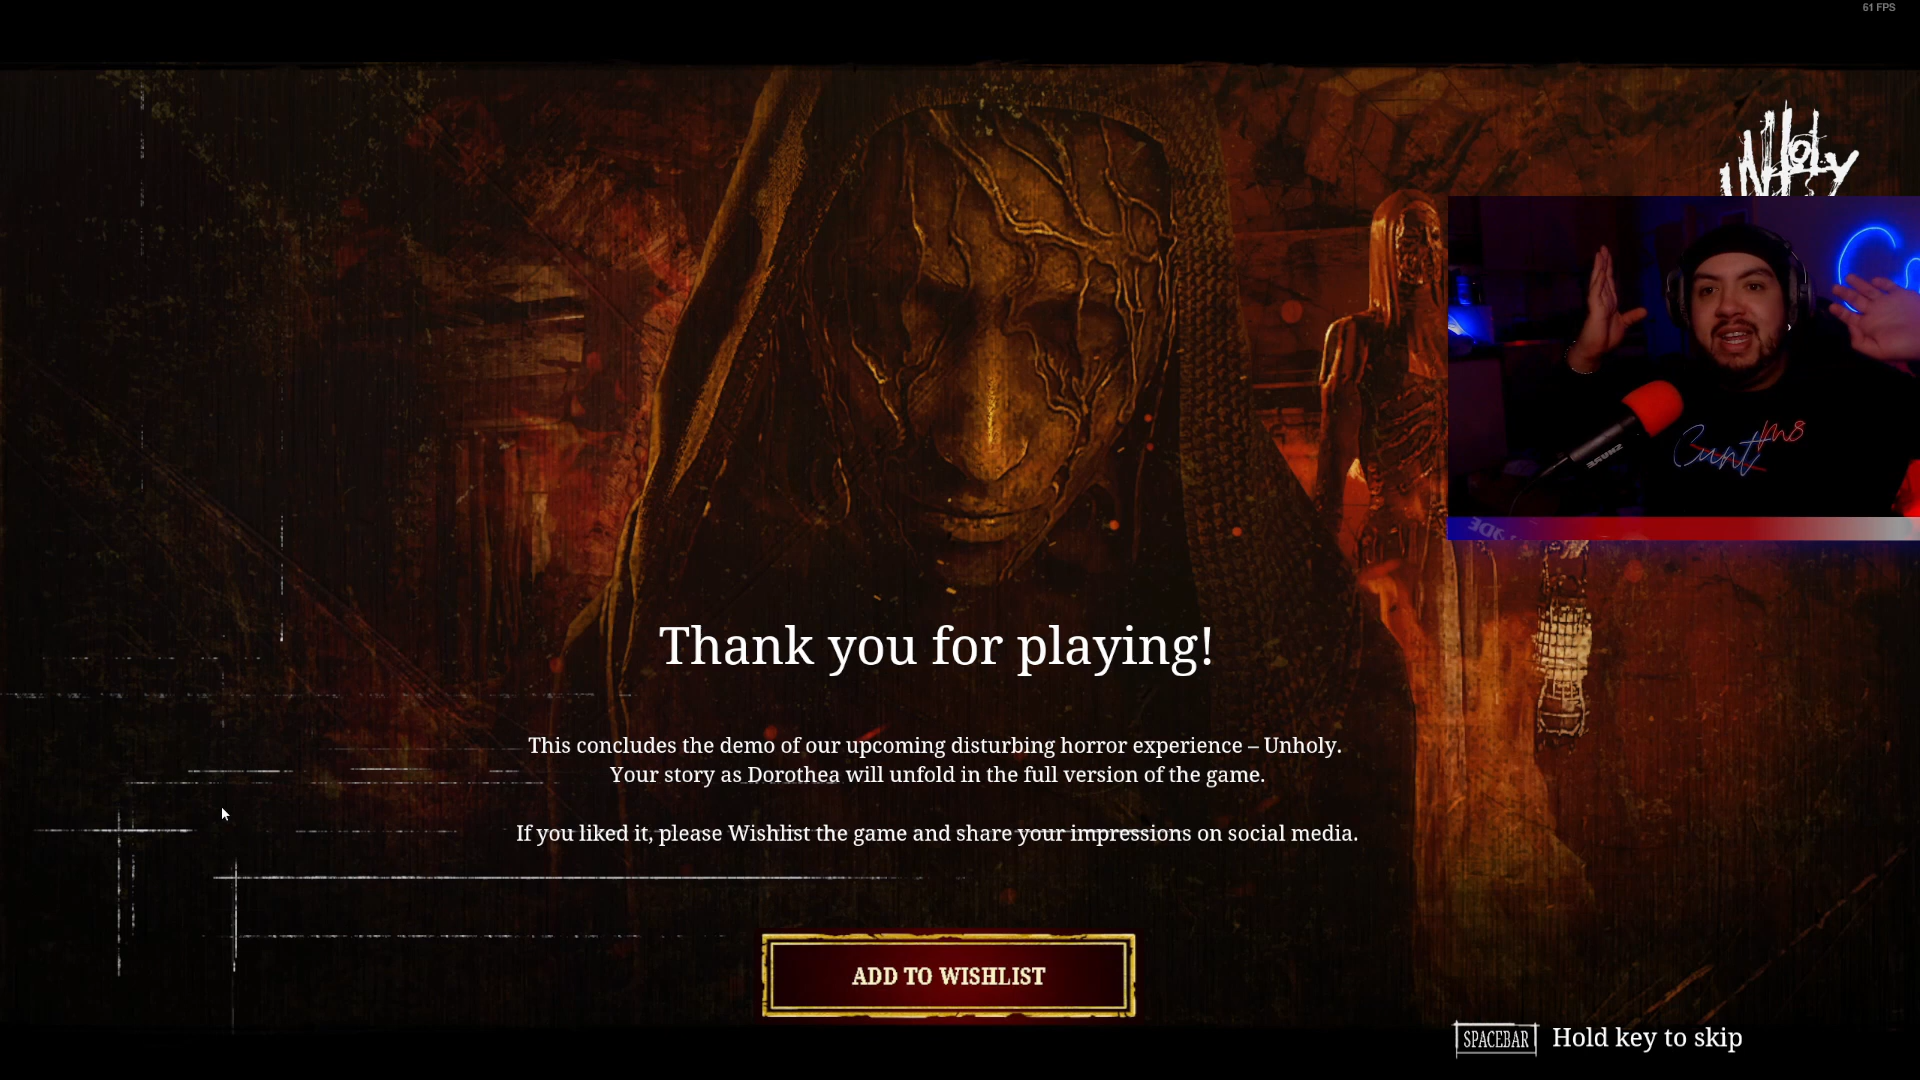 61 FPS
UNHOLY
Thank you for playing!
This concludes the demo of our upcoming disturbing horror experience – Unholy.
Your story as Dorothea will unfold in the full version of the game.
If you liked it, please Wishlist the game and share your impressions on social media.
ADD TO WISHLIST
SPACEBAR Hold key to skip
SHURE